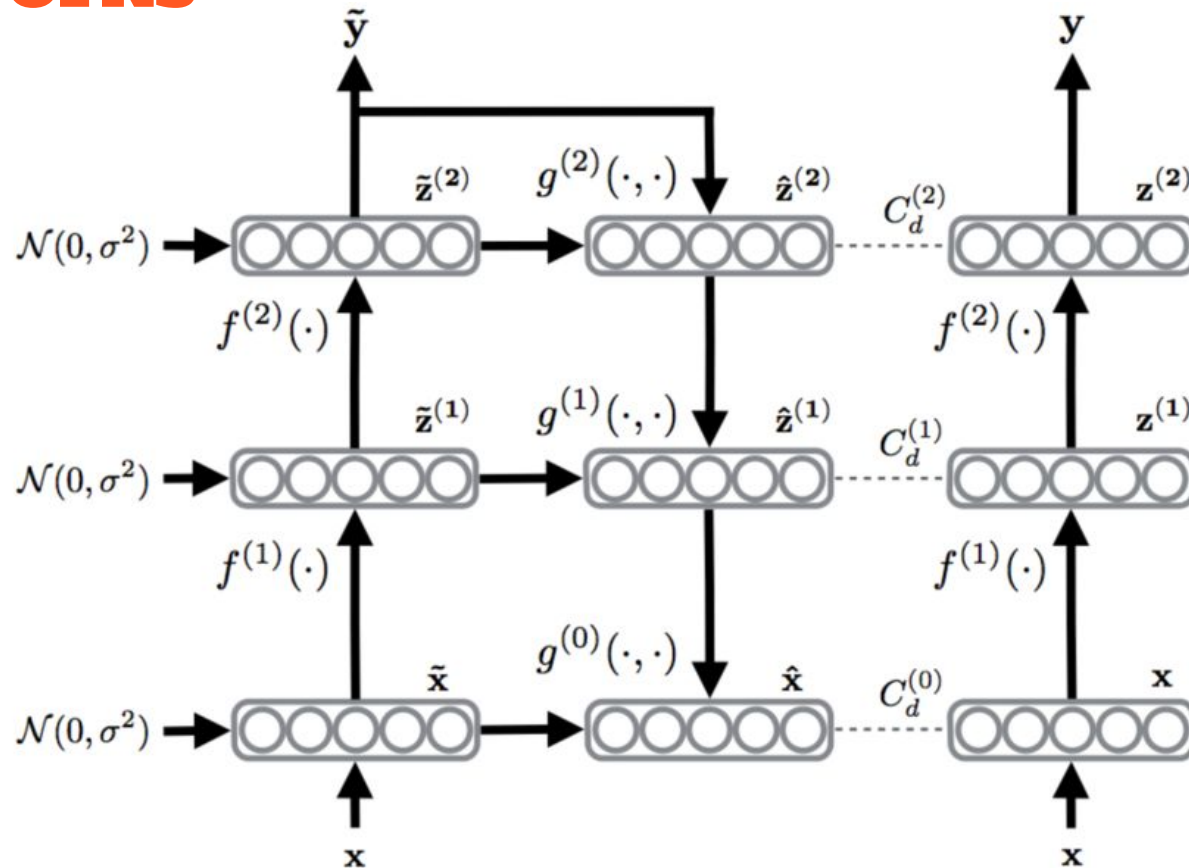 ỹ y
z̃⁽²⁾ g⁽²⁾(·,·) ẑ⁽²⁾ C_d⁽²⁾ z⁽²⁾
N(0, σ²)
f⁽²⁾(·) f⁽²⁾(·)
z̃⁽¹⁾ g⁽¹⁾(·,·) ẑ⁽¹⁾ C_d⁽¹⁾ z⁽¹⁾
N(0, σ²)
f⁽¹⁾(·) f⁽¹⁾(·)
x̃ g⁽⁰⁾(·,·) x̂ C_d⁽⁰⁾ x
N(0, σ²)
x x